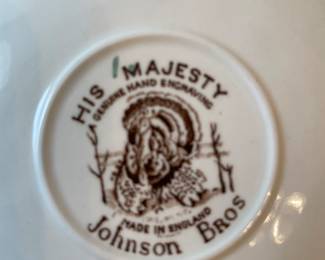 HIS MAJESTY
A GENUINE HAND ENGRAVING
MADE IN ENGLAND
Johnson Bros